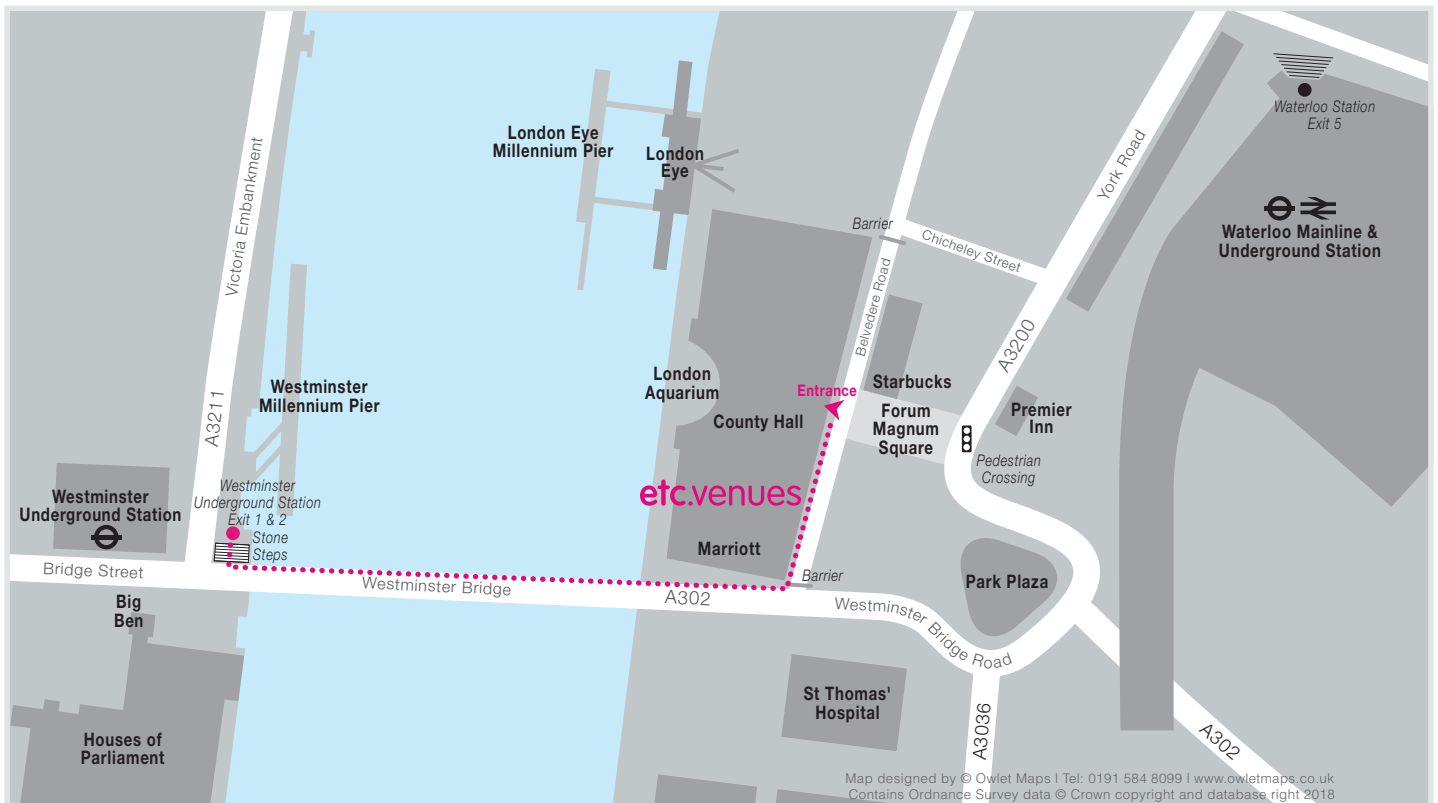 Waterloo Station
Exit 5
London Eye
Millennium Pier
London
Eye
York Road
Victoria Embankment
Barrier
Chicheley Street
Waterloo Mainline &
Underground Station
Belvedere Road
A3200
Westminster
Millennium Pier
London
Aquarium
Entrance
Starbucks
County Hall
Forum
Magnum
Square
Premier
Inn
A3211
Pedestrian
Crossing
Westminster
Underground Station
Westminster
Underground Station
Exit 1 & 2
Stone
Steps
etc.venues
Marriott
Bridge Street
Westminster Bridge
A302
Barrier
Park Plaza
Big
Ben
Westminster Bridge Road
St Thomas'
Hospital
Houses of
Parliament
A3036
A302
Map designed by © Owlet Maps | Tel: 0191 584 8099 | www.owletmaps.co.uk
Contains Ordnance Survey data © Crown copyright and database right 2018